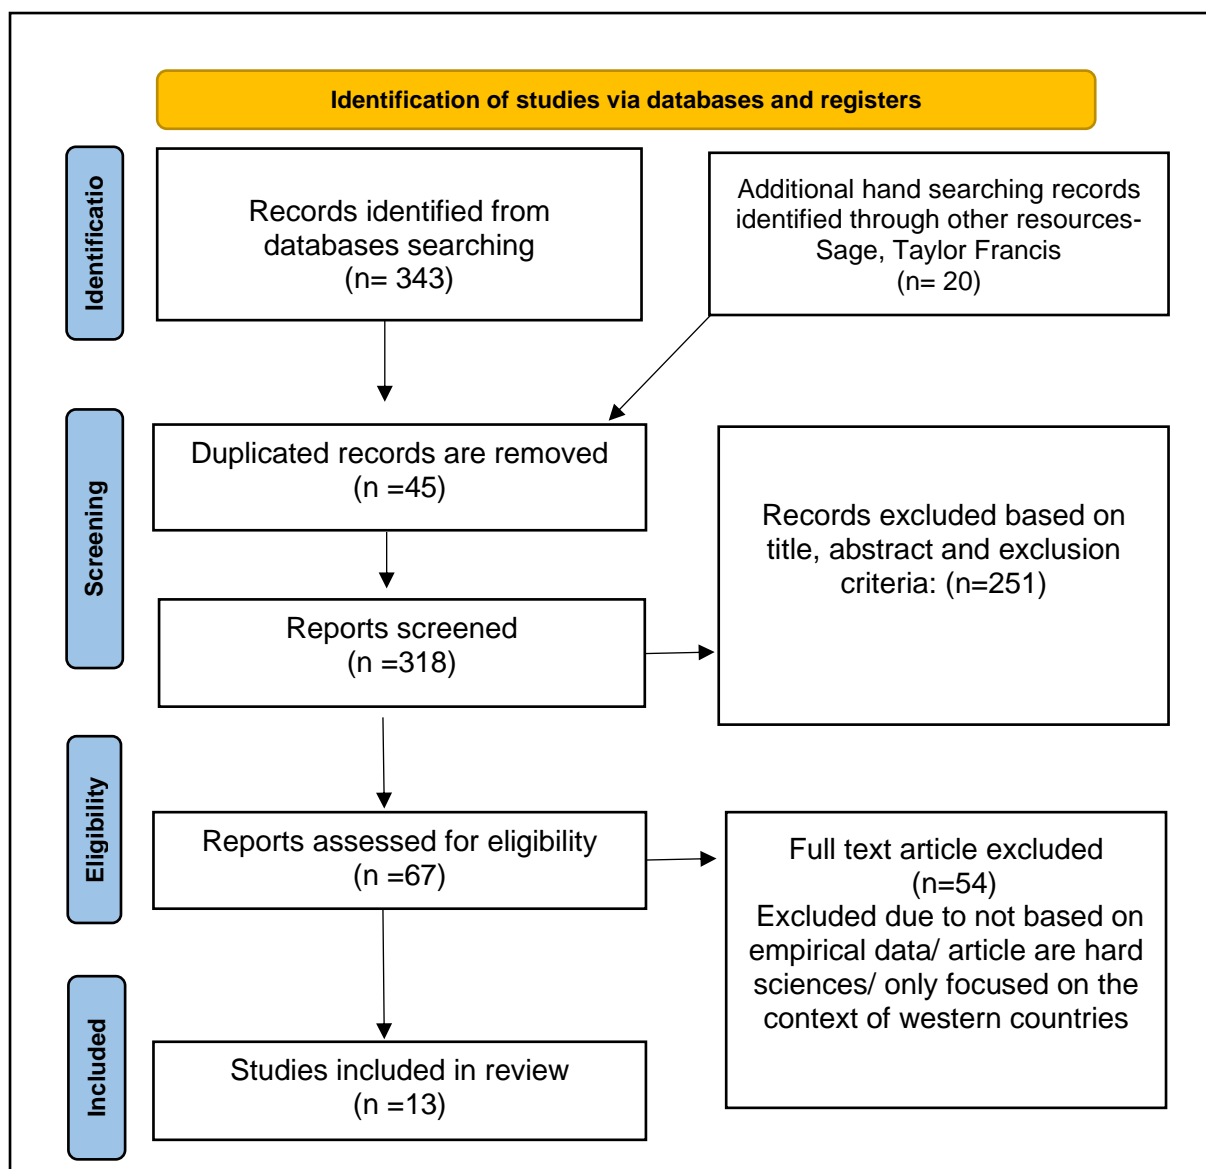 Identification of studies via databases and registers
Identificatio
Records identified from
databases searching
(n= 343)
Additional hand searching records
identified through other resources-
Sage, Taylor Francis
(n= 20)
Screening
Duplicated records are removed
(n =45)
Records excluded based on
title, abstract and exclusion
criteria: (n=251)
Reports screened
(n =318)
Eligibility
Reports assessed for eligibility
(n =67)
Full text article excluded
(n=54)
Excluded due to not based on
empirical data/ article are hard
sciences/ only focused on the
context of western countries
Included
Studies included in review
(n =13)